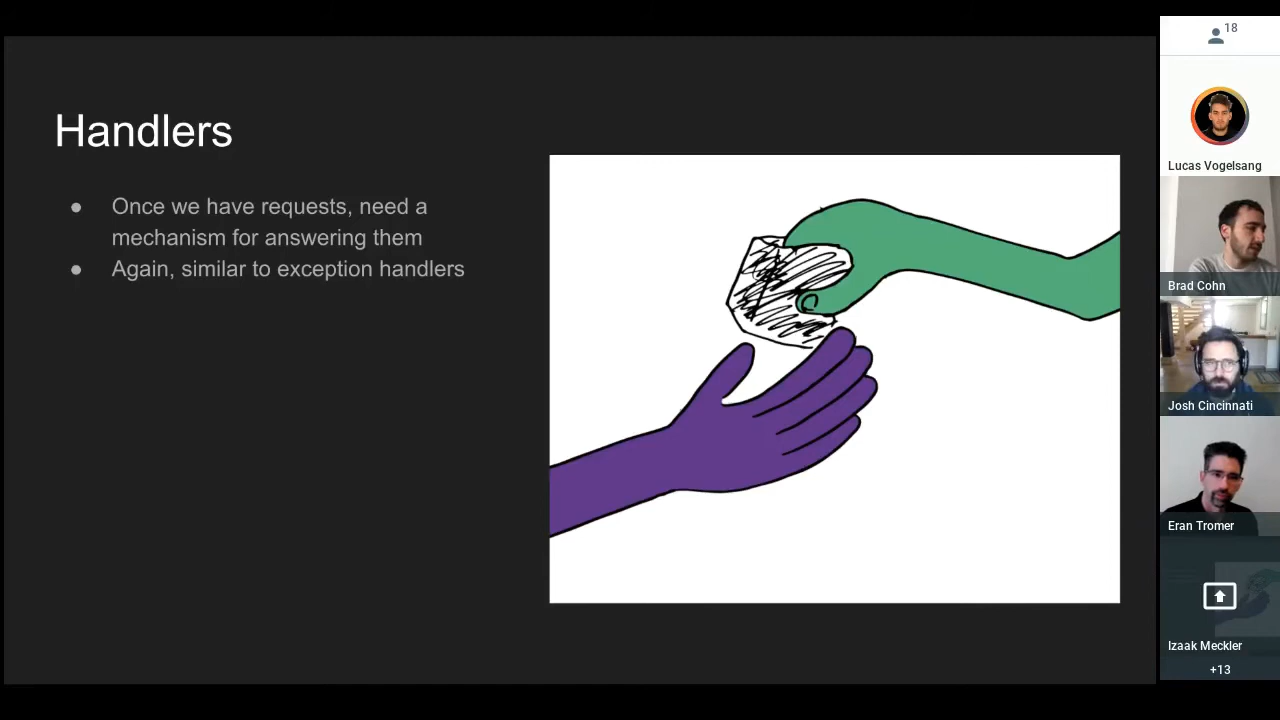 Handlers
● Once we have requests, need a
mechanism for answering them
● Again, similar to exception handlers
18
Lucas Vogelsang
Brad Cohn
Josh Cincinnati
Eran Tromer
Izaak Meckler
+13